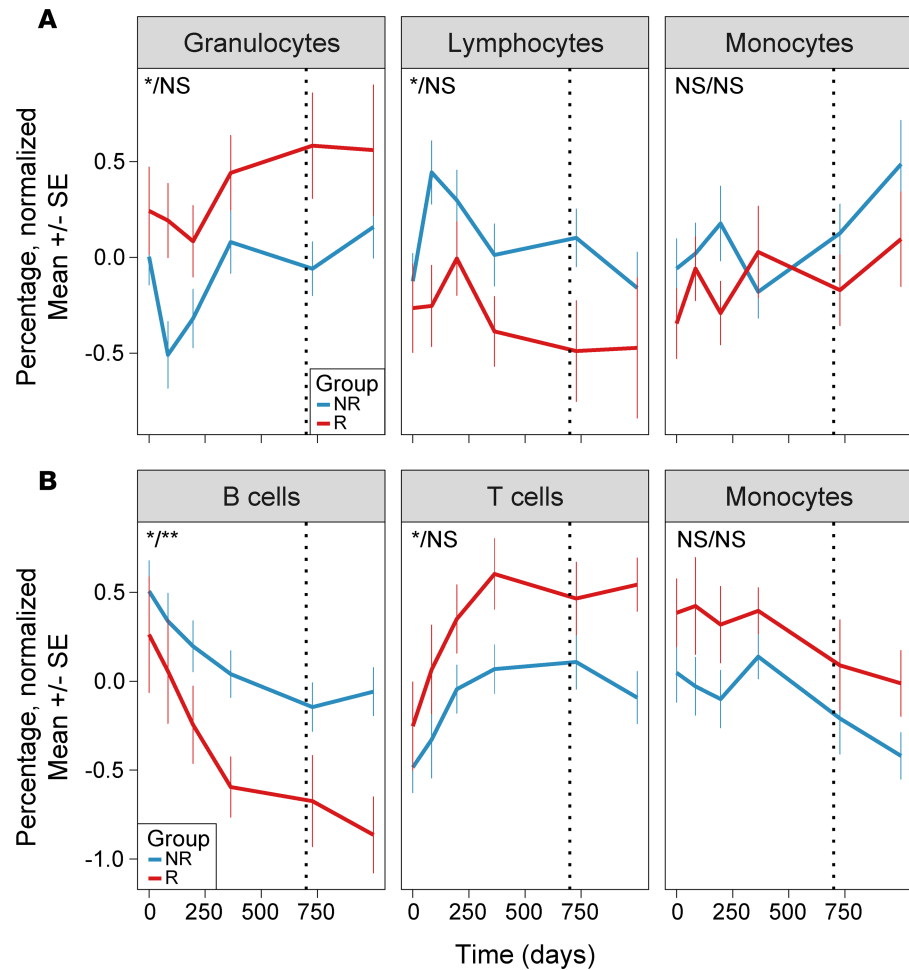 A
Granulocytes
Lymphocytes
Monocytes
*/NS
*/NS
NS/NS
Percentage, normalized
Mean +/- SE
0.5
0.0
-0.5
Group
NR
R
B
B cells
T cells
Monocytes
*/**
*/NS
NS/NS
Percentage, normalized
Mean +/- SE
0.5
0.0
-0.5
-1.0
Group
NR
R
0 250 500 750
0 250 500 750
0 250 500 750
Time (days)